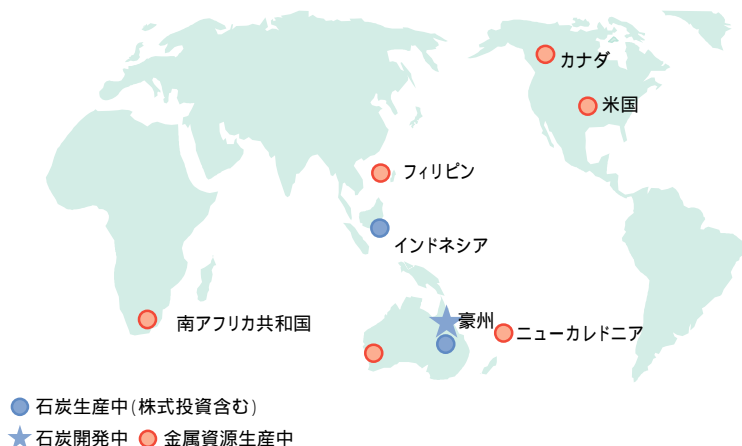 カナダ
米国
フィリピン
インドネシア
南アフリカ共和国
豪州
ニューカレドニア
石炭生産中(株式投資含む)
石炭開発中 金属資源生産中